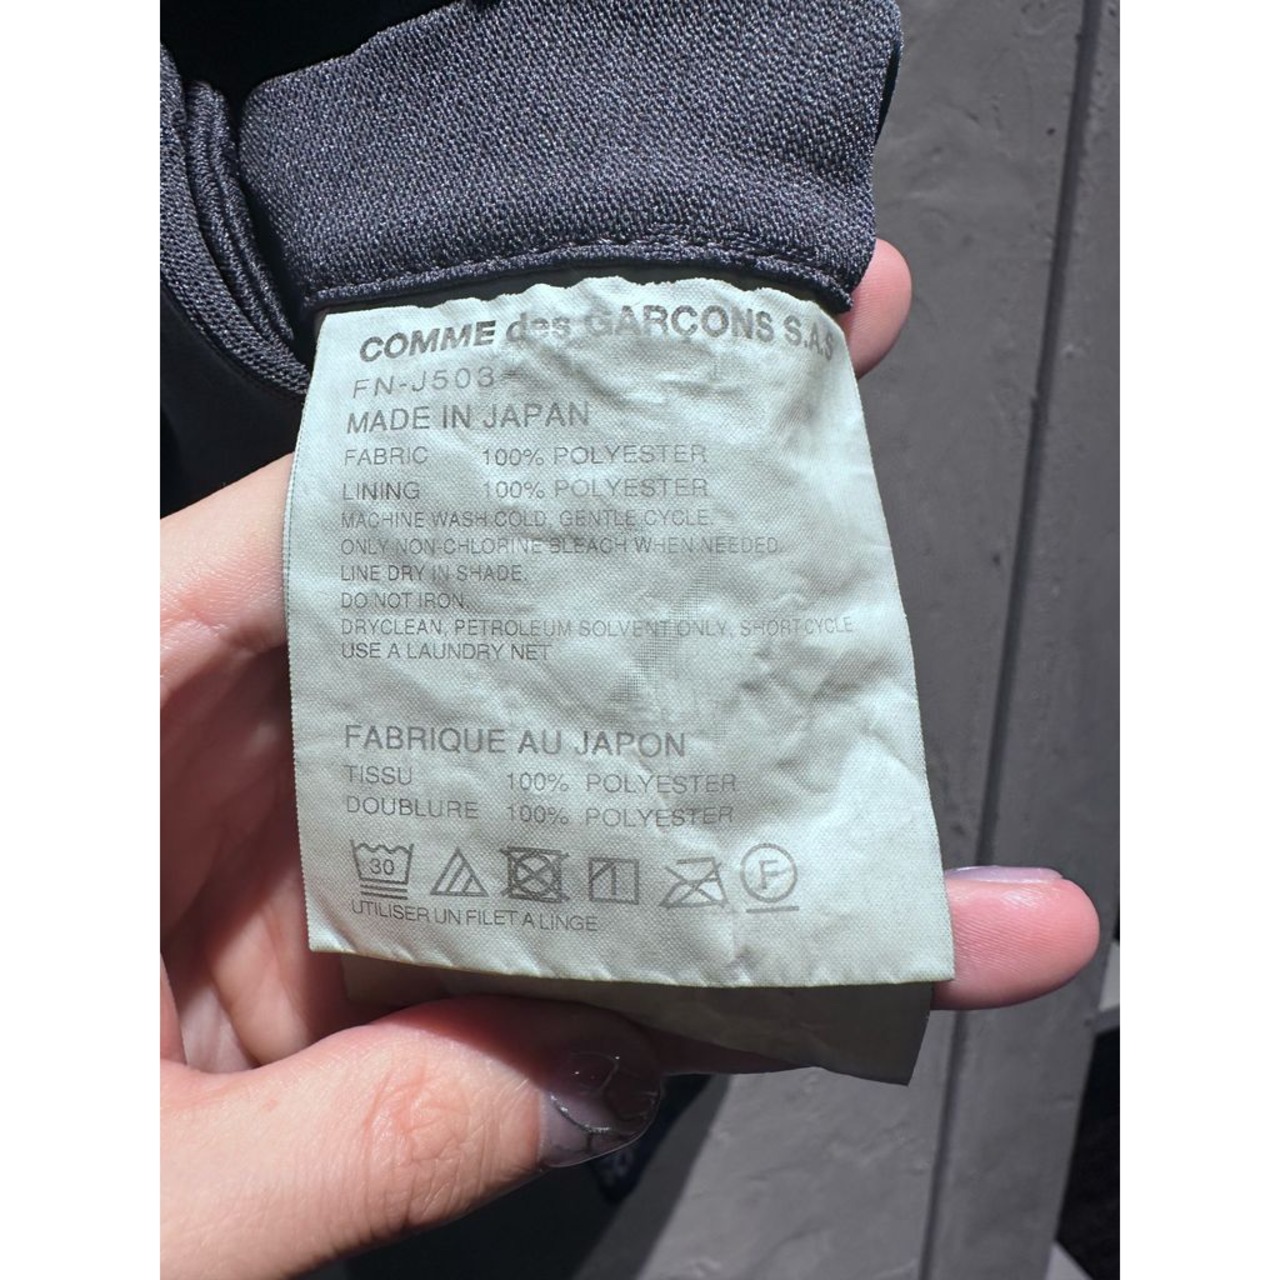 COMME des GARÇONS S.A.S
FN-J503
MADE IN JAPAN
FABRIC 100% POLYESTER
LINING 100% POLYESTER
MACHINE WASH COLD, GENTLE CYCLE.
ONLY NON-CHLORINE BLEACH WHEN NEEDED.
LINE DRY IN SHADE.
DO NOT IRON.
DRYCLEAN, PETROLEUM SOLVENT ONLY, SHORT CYCLE
USE A LAUNDRY NET
FABRIQUE AU JAPON
TISSU 100% POLYESTER
DOUBLURE 100% POLYESTER
30 F
UTILISER UN FILET A LINGE